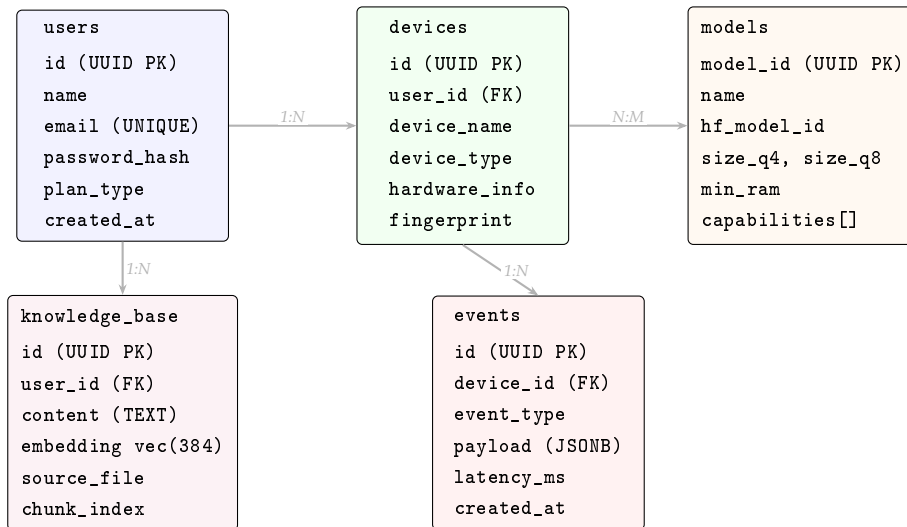 users
id (UUID PK)
name
email (UNIQUE)
password_hash
plan_type
created_at
1:N
devices
id (UUID PK)
user_id (FK)
device_name
device_type
hardware_info
fingerprint
N:M
models
model_id (UUID PK)
name
hf_model_id
size_q4, size_q8
min_ram
capabilities[]
1:N
knowledge_base
id (UUID PK)
user_id (FK)
content (TEXT)
embedding vec(384)
source_file
chunk_index
1:N
events
id (UUID PK)
device_id (FK)
event_type
payload (JSONB)
latency_ms
created_at